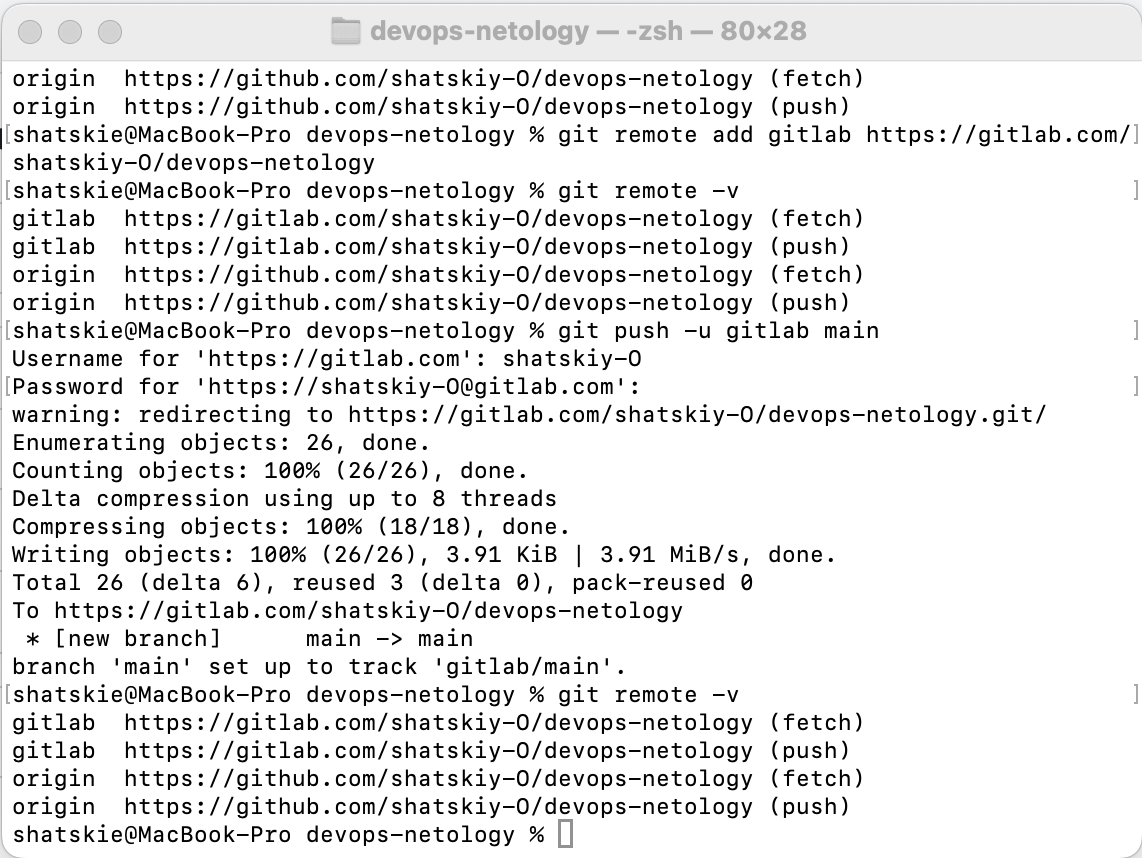 devops-netology — -zsh — 80×28
origin  https://github.com/shatskiy-O/devops-netology (fetch)
origin  https://github.com/shatskiy-O/devops-netology (push)
[shatskie@MacBook-Pro devops-netology % git remote add gitlab https://gitlab.com/]
shatskiy-O/devops-netology
[shatskie@MacBook-Pro devops-netology % git remote -v ]
gitlab  https://gitlab.com/shatskiy-O/devops-netology (fetch)
gitlab  https://gitlab.com/shatskiy-O/devops-netology (push)
origin  https://github.com/shatskiy-O/devops-netology (fetch)
origin  https://github.com/shatskiy-O/devops-netology (push)
[shatskie@MacBook-Pro devops-netology % git push -u gitlab main ]
Username for 'https://gitlab.com': shatskiy-O
[Password for 'https://shatskiy-O@gitlab.com': ]
warning: redirecting to https://gitlab.com/shatskiy-O/devops-netology.git/
Enumerating objects: 26, done.
Counting objects: 100% (26/26), done.
Delta compression using up to 8 threads
Compressing objects: 100% (18/18), done.
Writing objects: 100% (26/26), 3.91 KiB | 3.91 MiB/s, done.
Total 26 (delta 6), reused 3 (delta 0), pack-reused 0
To https://gitlab.com/shatskiy-O/devops-netology
 * [new branch]      main -> main
branch 'main' set up to track 'gitlab/main'.
[shatskie@MacBook-Pro devops-netology % git remote -v ]
gitlab  https://gitlab.com/shatskiy-O/devops-netology (fetch)
gitlab  https://gitlab.com/shatskiy-O/devops-netology (push)
origin  https://github.com/shatskiy-O/devops-netology (fetch)
origin  https://github.com/shatskiy-O/devops-netology (push)
shatskie@MacBook-Pro devops-netology %